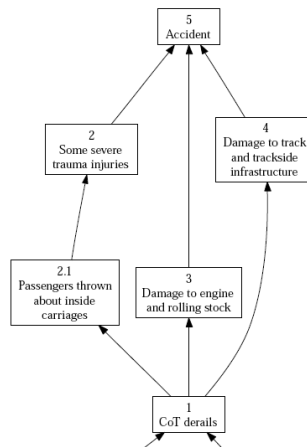 5
Accident
2
Some severe
trauma injuries
4
Damage to track
and trackside
infrastructure
2.1
Passengers thrown
about inside
carriages
3
Damage to engine
and rolling stock
1
CoT derails